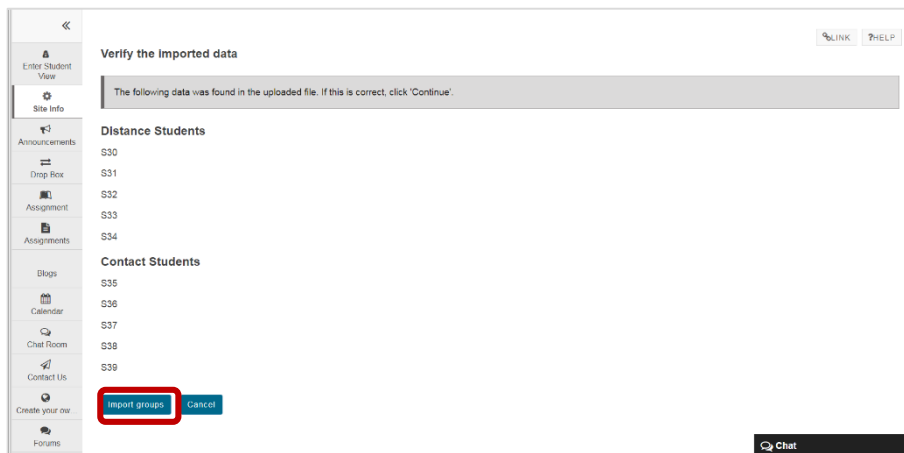 «
LINK ?HELP
Enter Student
View
Site Info
Announcements
Drop Box
Assignment
Assignments
Blogs
Calendar
Chat Room
Contact Us
Create your ow...
Forums
Verify the imported data
The following data was found in the uploaded file. If this is correct, click 'Continue'.
Distance Students
S30
S31
S32
S33
S34
Contact Students
S35
S36
S37
S38
S39
Import groups Cancel
Chat